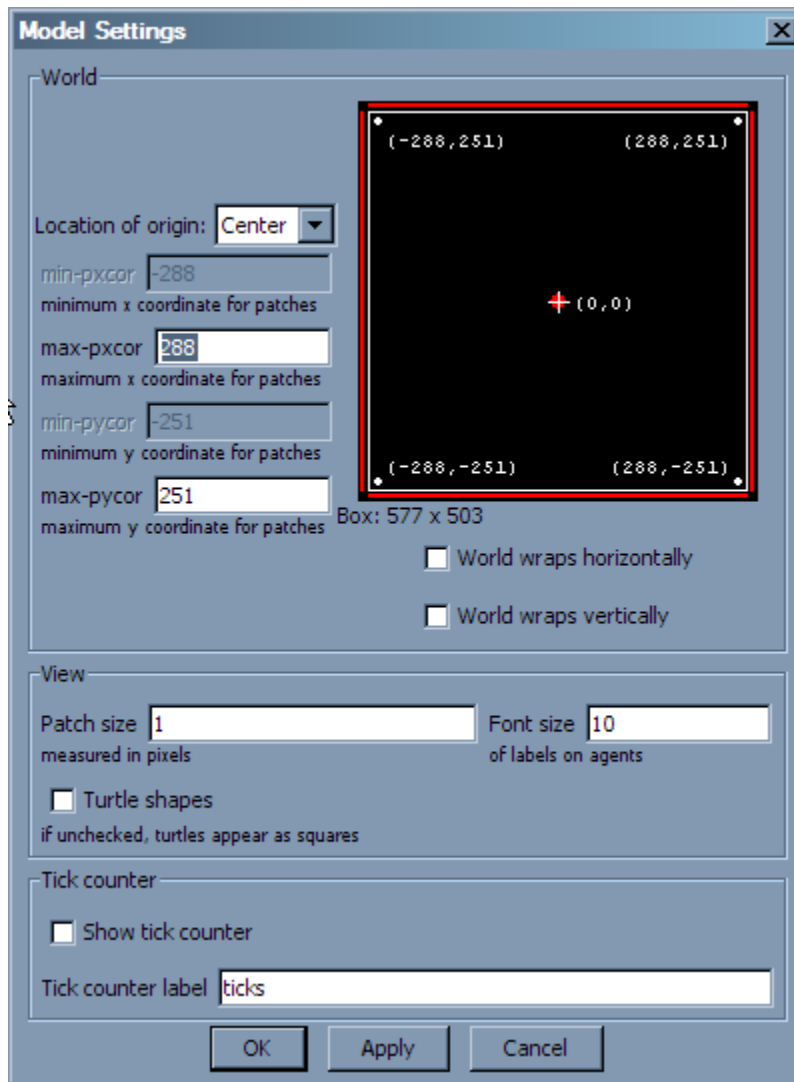 Model Settings
World
(-288,251) (288,251)
Location of origin: Center
(0,0)
min-pxcor -288
minimum x coordinate for patches
max-pxcor 288
maximum x coordinate for patches
min-pycor -251
minimum y coordinate for patches
(-288,-251) (288,-251)
max-pycor 251
maximum y coordinate for patches
Box: 577 x 503
World wraps horizontally
World wraps vertically
View
Patch size 1 Font size 10
measured in pixels of labels on agents
Turtle shapes
if unchecked, turtles appear as squares
Tick counter
Show tick counter
Tick counter label ticks
OK Apply Cancel